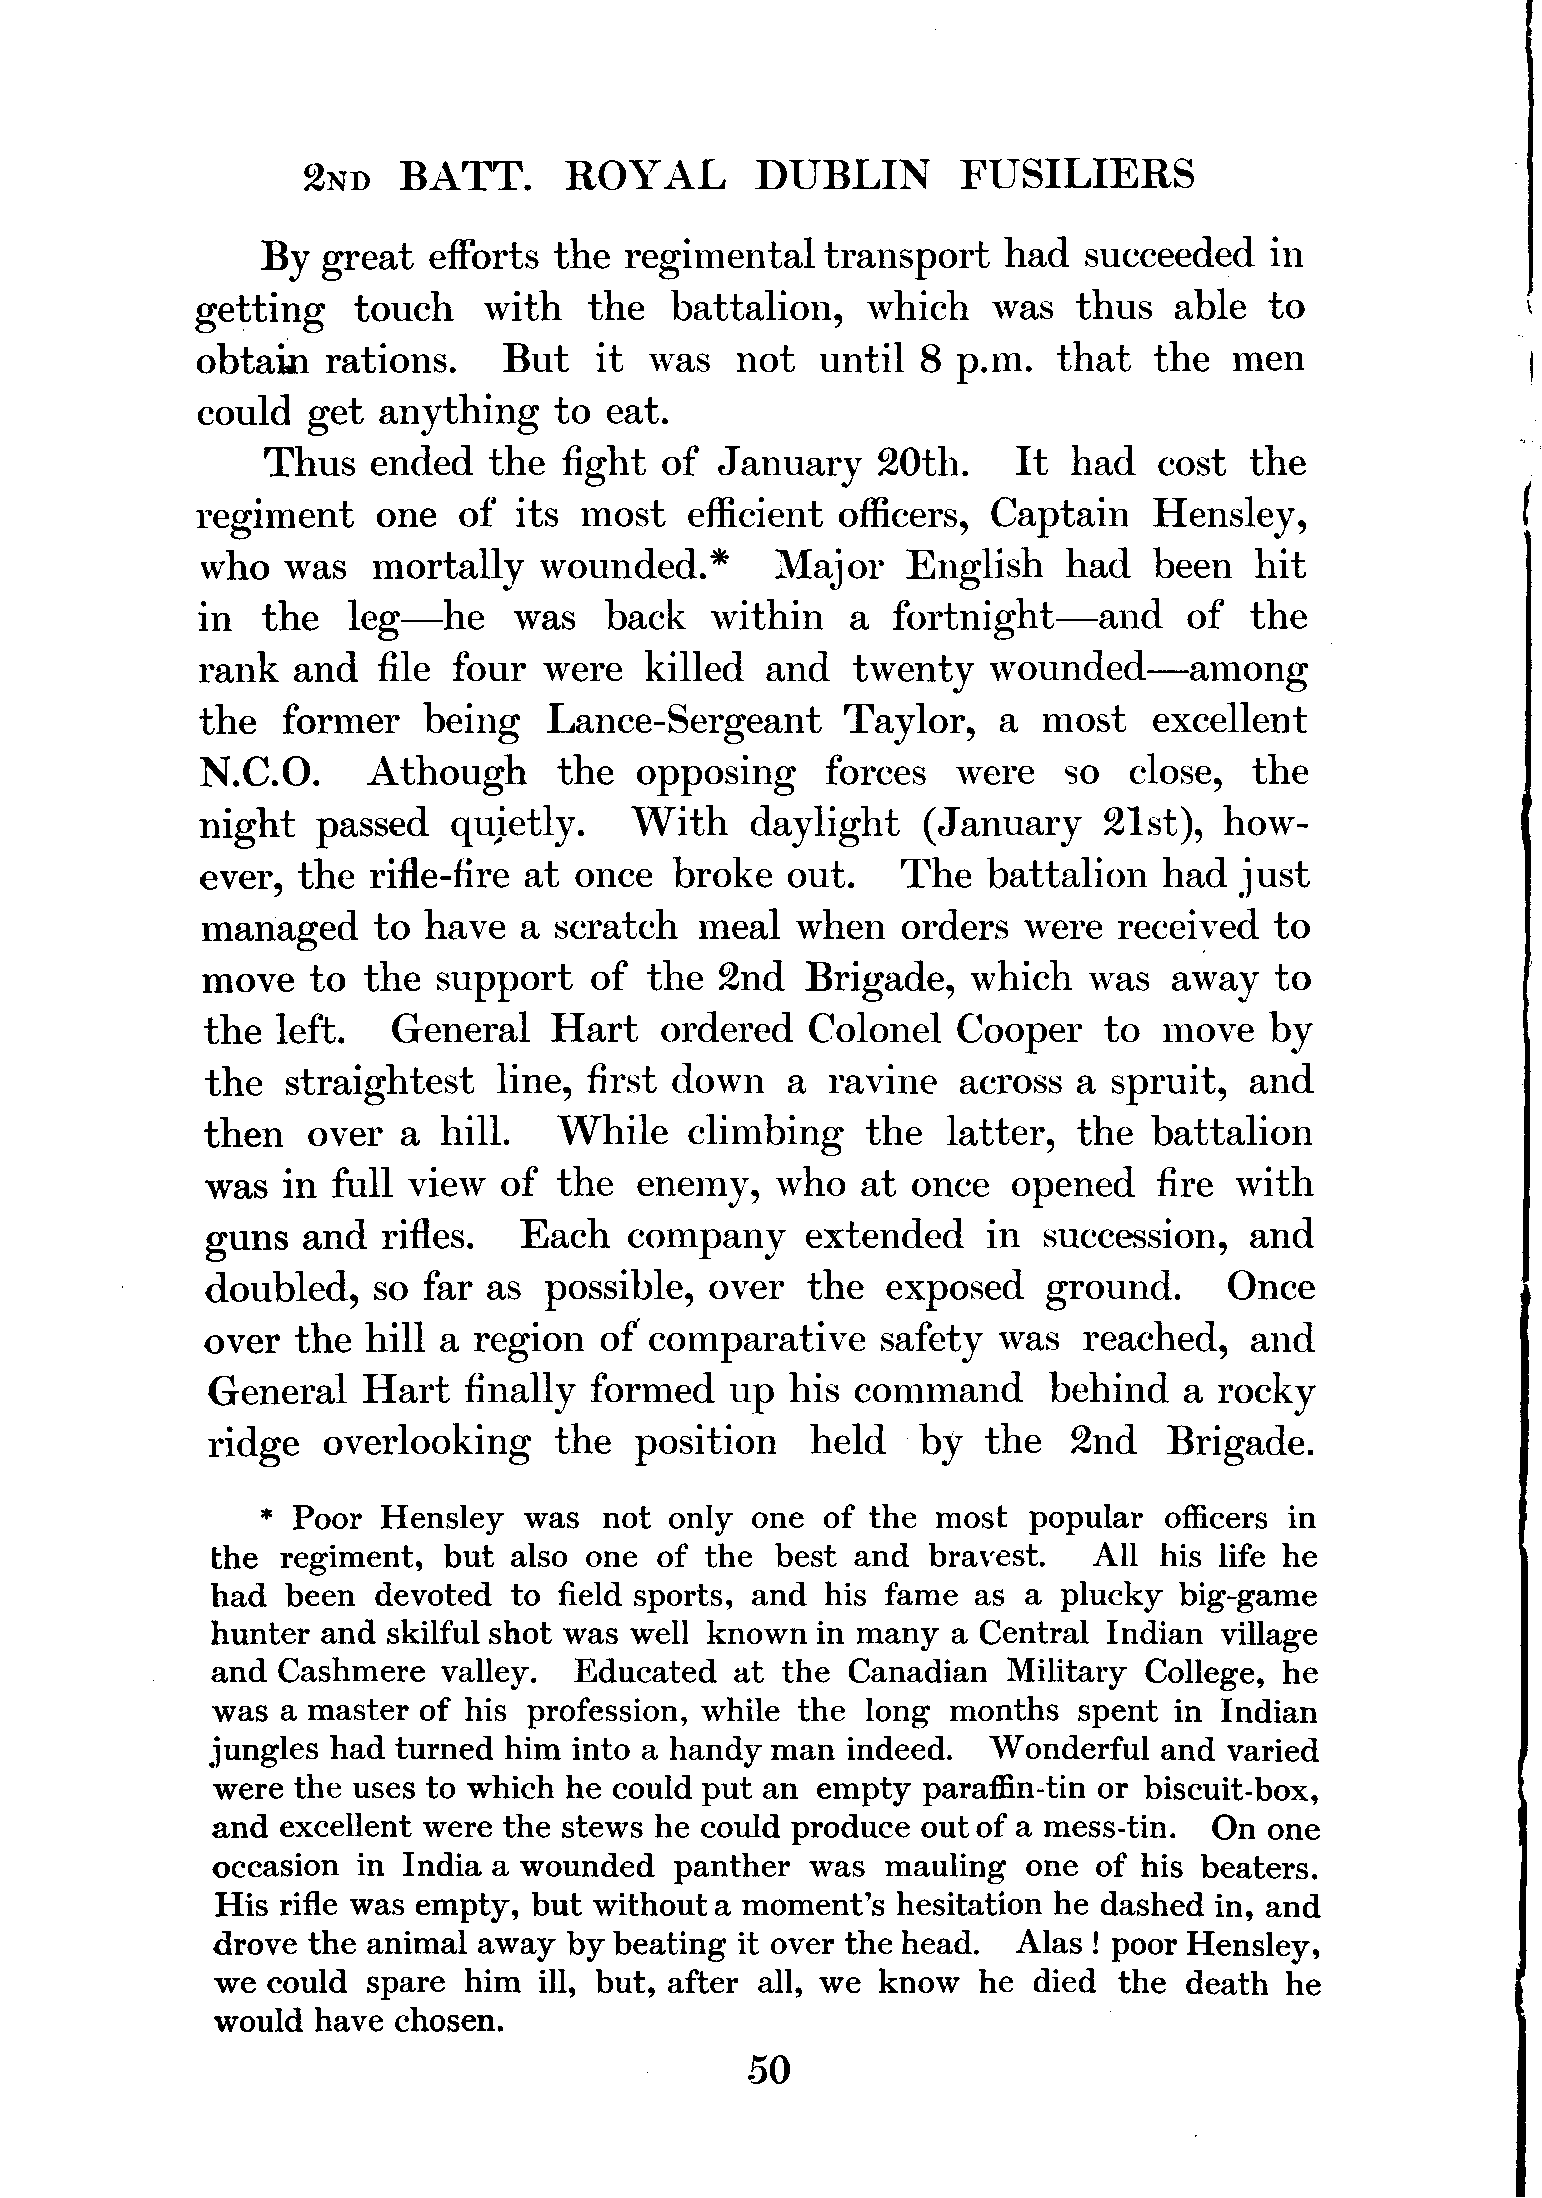 2ND BATT. ROYAL DUBLIN FUSILIERS
By great efforts the regimental transport had succeeded in
getting touch with the battalion, which was thus able to
obtain rations. But it was not until 8 p.m. that the men
could get anything to eat.
Thus ended the fight of January 20th. It had cost the
regiment one of its most efficient officers, Captain Hensley,
who was mortally wounded.* Major English had been hit
in the leg—he was back within a fortnight—and of the
rank and file four were killed and twenty wounded—among
the former being Lance-Sergeant Taylor, a most excellent
N.C.O. Athough the opposing forces were so close, the
night passed quietly. With daylight (January 21st), how-
ever, the rifle-fire at once broke out. The battalion had just
managed to have a scratch meal when orders were received to
move to the support of the 2nd Brigade, which was away to
the left. General Hart ordered Colonel Cooper to move by
the straightest line, first down a ravine across a spruit, and
then over a hill. While climbing the latter, the battalion
was in full view of the enemy, who at once opened fire with
guns and rifles. Each company extended in succession, and
doubled, so far as possible, over the exposed ground. Once
over the hill a region of comparative safety was reached, and
General Hart finally formed up his command behind a rocky
ridge overlooking the position held by the 2nd Brigade.
* Poor Hensley was not only one of the most popular officers in
the regiment, but also one of the best and bravest. All his life he
had been devoted to field sports, and his fame as a plucky big-game
hunter and skilful shot was well known in many a Central Indian village
and Cashmere valley. Educated at the Canadian Military College, he
was a master of his profession, while the long months spent in Indian
jungles had turned him into a handy man indeed. Wonderful and varied
were the uses to which he could put an empty paraffin-tin or biscuit-box,
and excellent were the stews he could produce out of a mess-tin. On one
occasion in India a wounded panther was mauling one of his beaters.
His rifle was empty, but without a moment's hesitation he dashed in, and
drove the animal away by beating it over the head. Alas! poor Hensley,
we could spare him ill, but, after all, we know he died the death he
would have chosen.
50